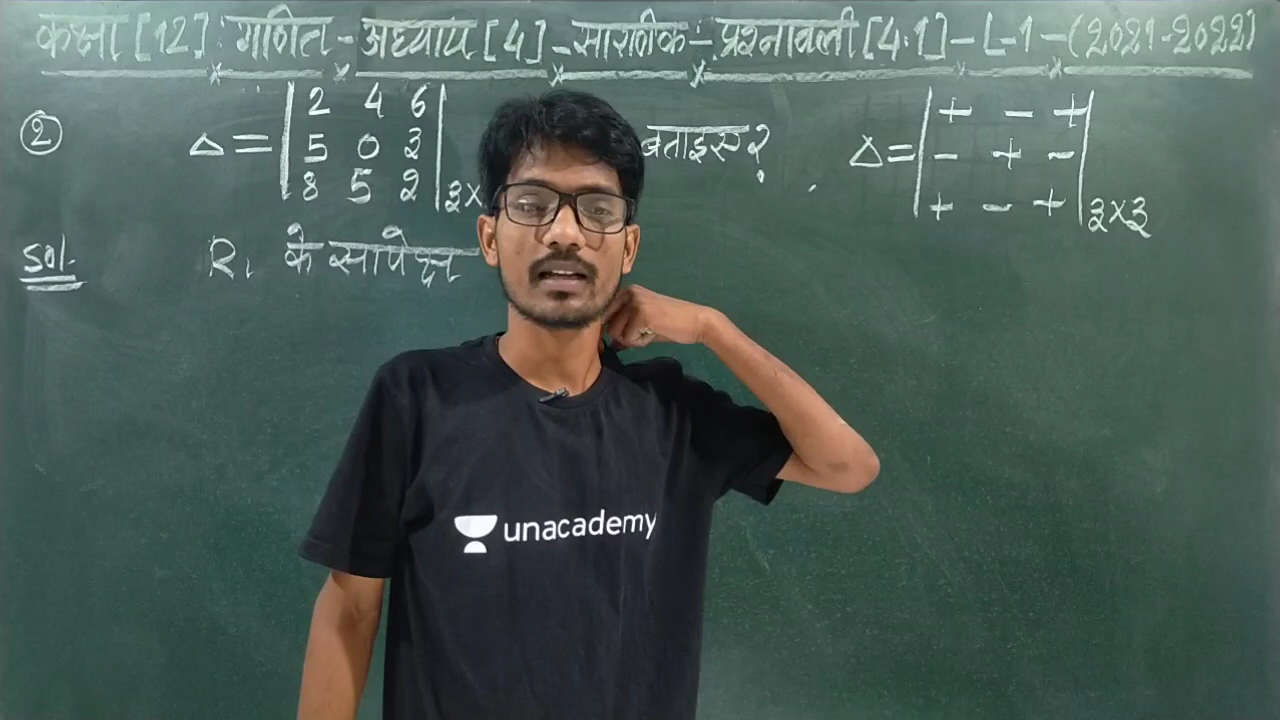 कक्षा [12] गणित - अध्याय [4] - सारणीक - प्रश्नावली [4.1] - L-1 - (2021-2022)
② Δ = | 2 4 6 | बताइए? Δ = | + - + |
| 5 0 3 | | - + - |
| 8 5 2 | 3× | + - + | 3×3
Sol. R₁ के सापेक्ष
unacademy